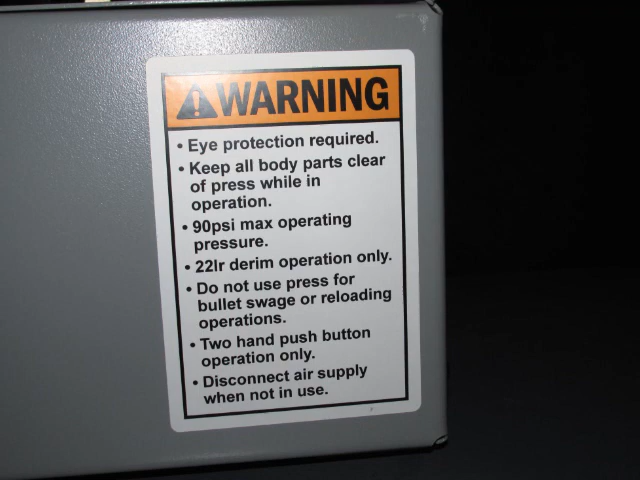 WARNING
• Eye protection required.
• Keep all body parts clear
of press while in
operation.
• 90psi max operating
pressure.
• 22lr derim operation only.
• Do not use press for
bullet swage or reloading
operations.
• Two hand push button
operation only.
• Disconnect air supply
when not in use.